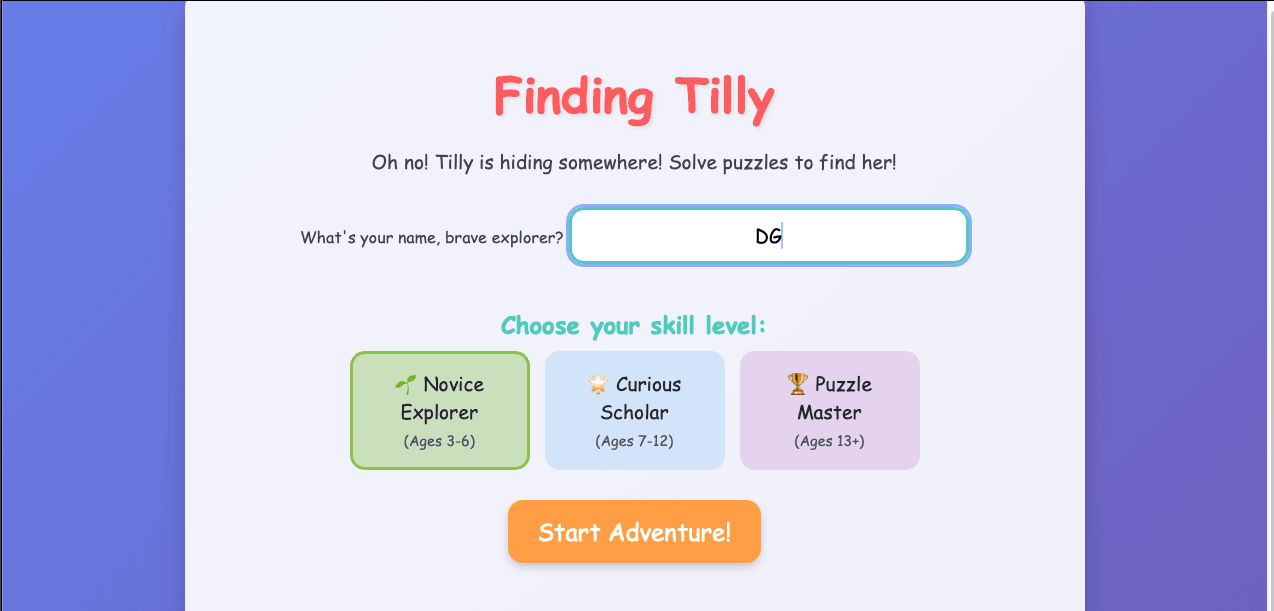 Finding Tilly
Oh no! Tilly is hiding somewhere! Solve puzzles to find her!
What's your name, brave explorer? DG
Choose your skill level:
🌱 Novice
Explorer
(Ages 3-6)
🌟 Curious
Scholar
(Ages 7-12)
🏆 Puzzle
Master
(Ages 13+)
Start Adventure!